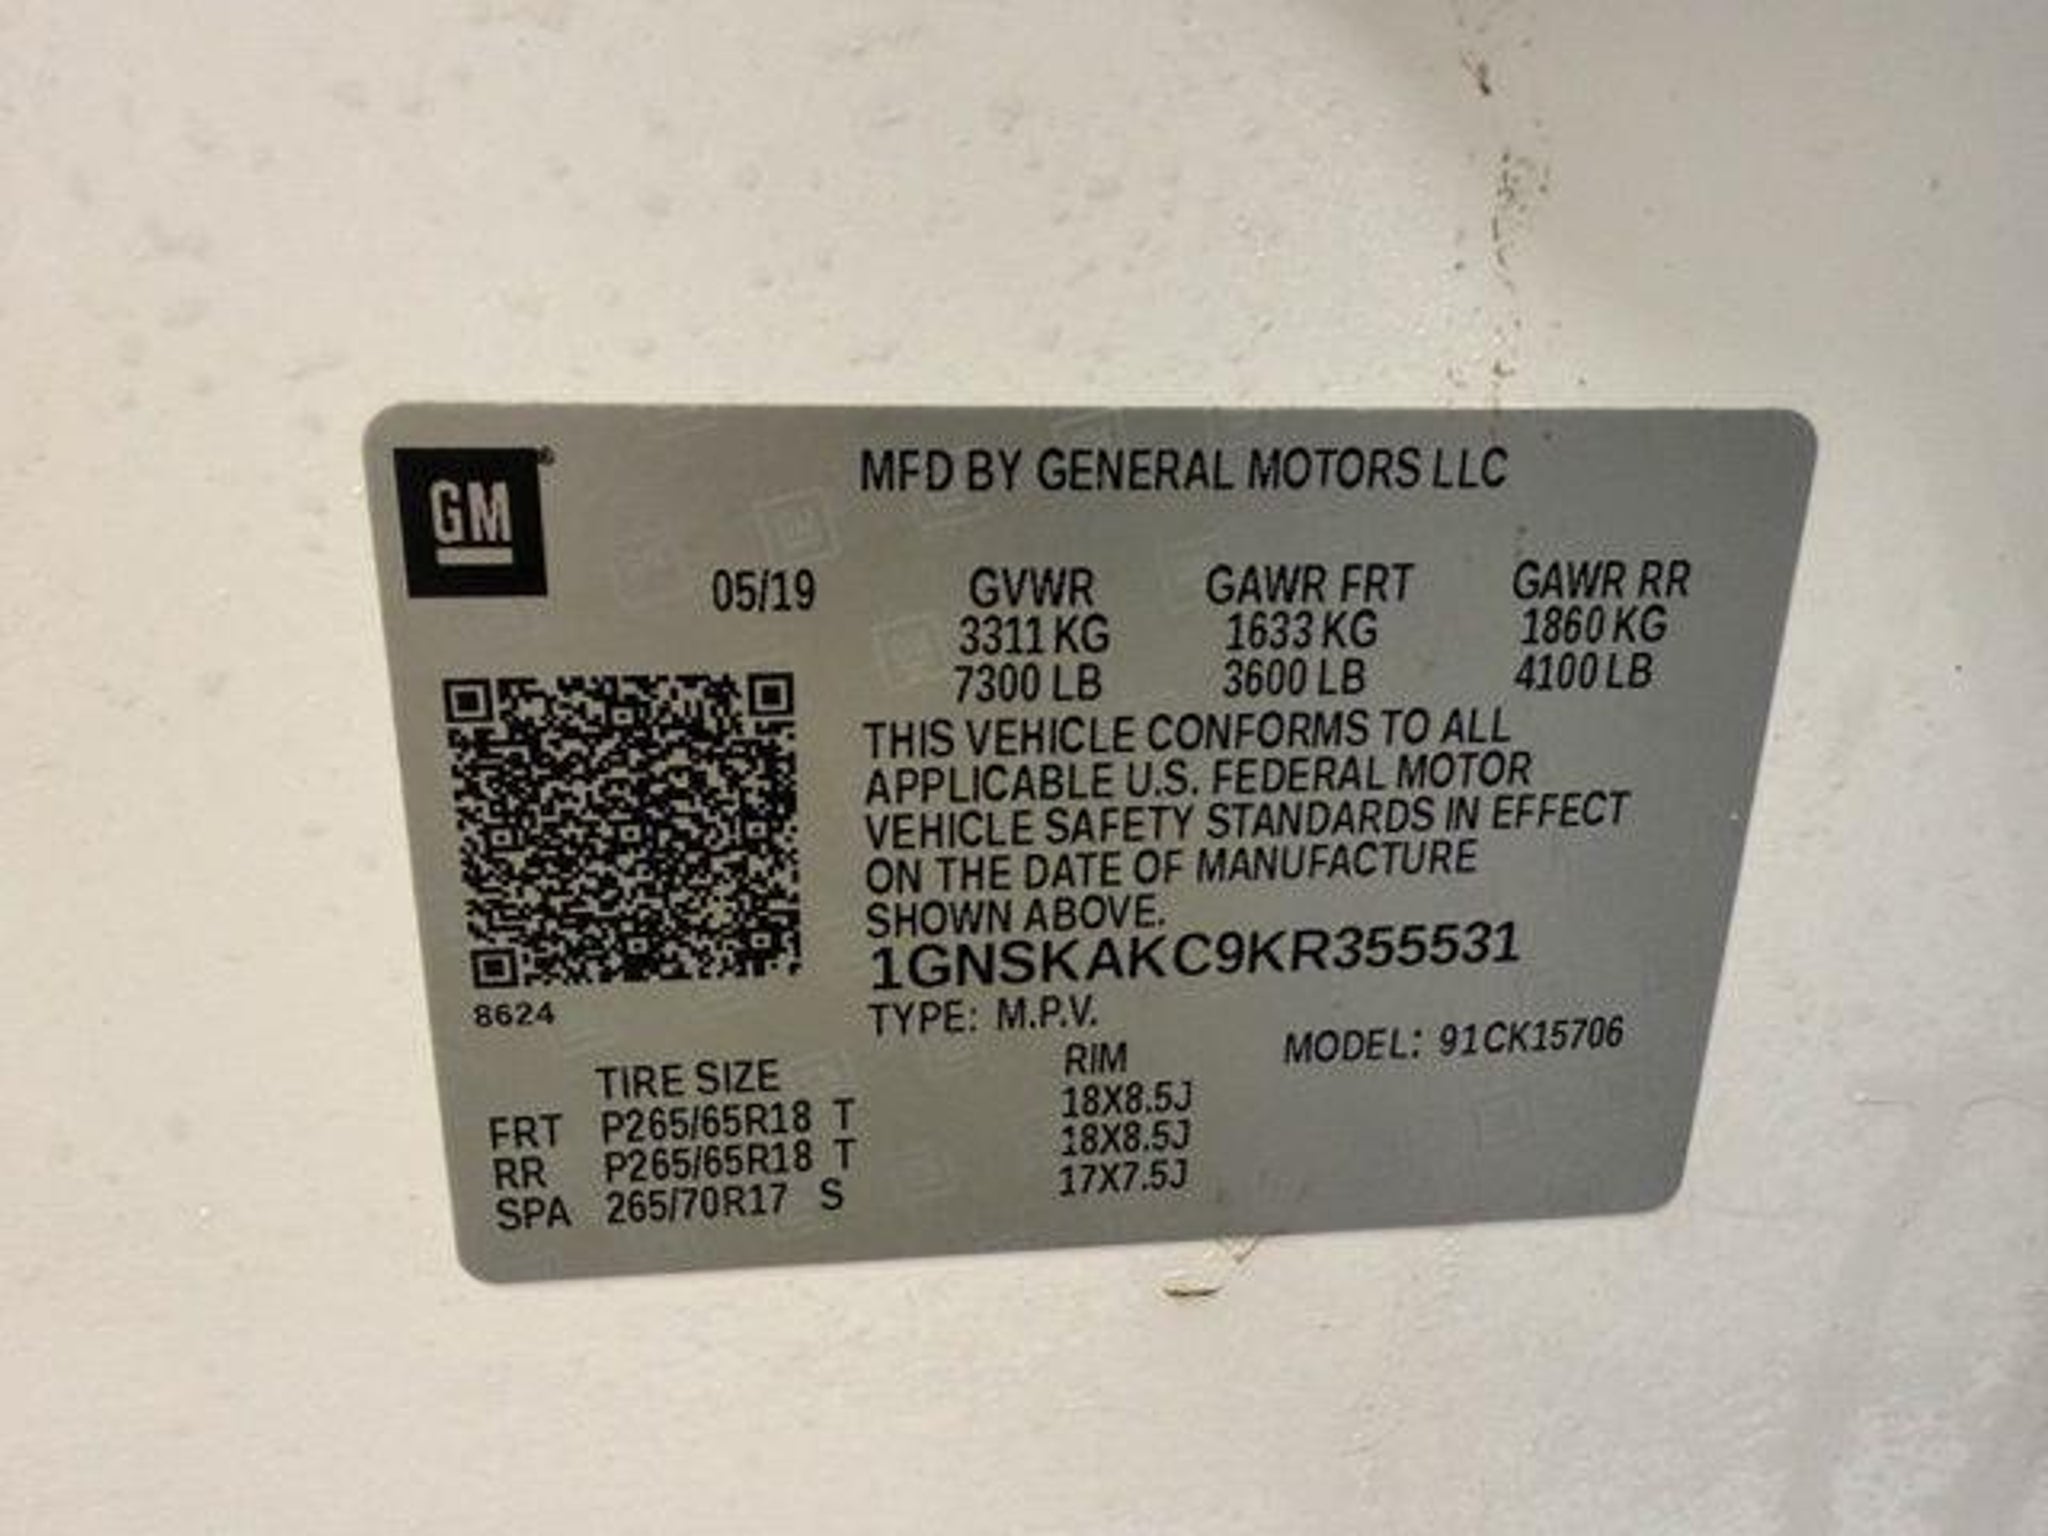 GM
MFD BY GENERAL MOTORS LLC
05/19 GVWR GAWR FRT GAWR RR
3311 KG 1633 KG 1860 KG
7300 LB 3600 LB 4100 LB
THIS VEHICLE CONFORMS TO ALL
APPLICABLE U.S. FEDERAL MOTOR
VEHICLE SAFETY STANDARDS IN EFFECT
ON THE DATE OF MANUFACTURE
SHOWN ABOVE.
1GNSKAKC9KR355531
8624
TYPE: M.P.V.
MODEL: 91CK15706
TIRE SIZE RIM
FRT P265/65R18 T 18X8.5J
RR P265/65R18 T 18X8.5J
SPA 265/70R17 S 17X7.5J